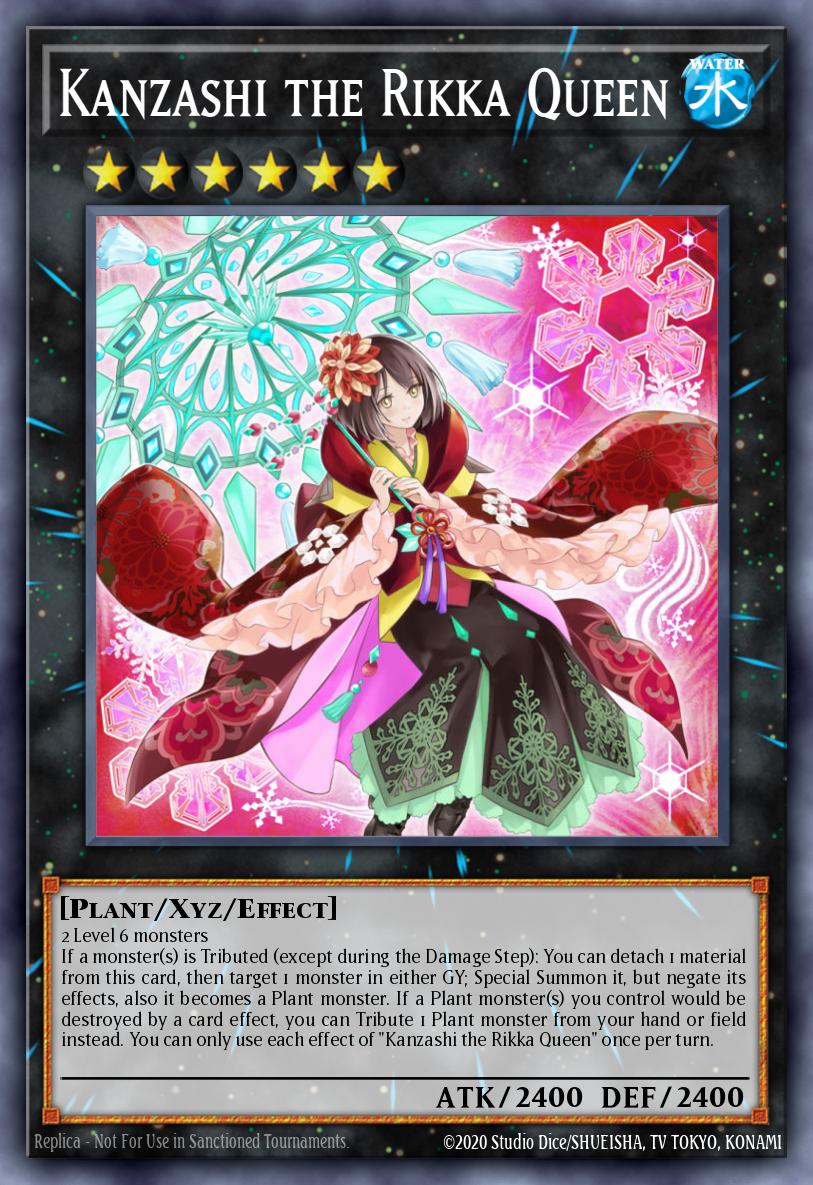 Kanzashi the Rikka Queen
WATER
水
[Plant/Xyz/Effect]
2 Level 6 monsters
If a monster(s) is Tributed (except during the Damage Step): You can detach 1 material
from this card, then target 1 monster in either GY; Special Summon it, but negate its
effects, also it becomes a Plant monster. If a Plant monster(s) you control would be
destroyed by a card effect, you can Tribute 1 Plant monster from your hand or field
instead. You can only use each effect of "Kanzashi the Rikka Queen" once per turn.
ATK/2400 DEF/2400
Replica - Not For Use in Sanctioned Tournaments.
©2020 Studio Dice/SHUEISHA, TV TOKYO, KONAMI